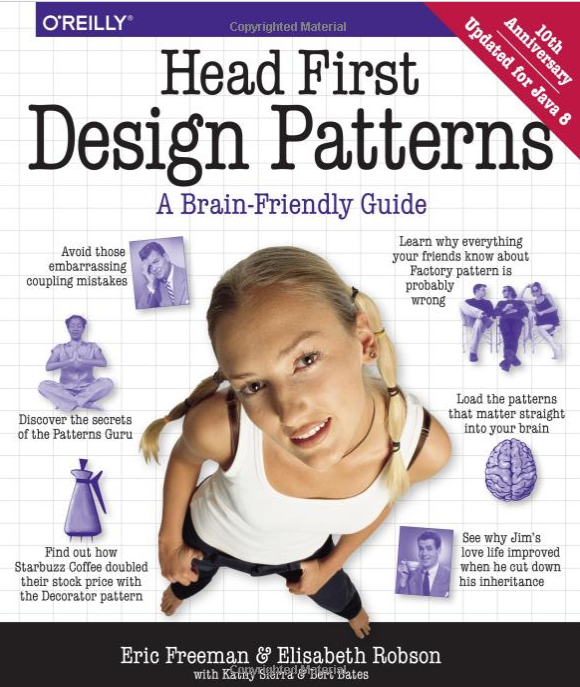 O'REILLY®
Copyrighted Material
10th
Anniversary
Updated for Java 8
Head First
Design Patterns
A Brain-Friendly Guide
Avoid those
embarrassing
coupling mistakes
Learn why everything
your friends know about
Factory pattern is
probably
wrong
Discover the secrets
of the Patterns Guru
Load the patterns
that matter straight
into your brain
Find out how
Starbuzz Coffee doubled
their stock price with
the Decorator pattern
See why Jim's
love life improved
when he cut down
his inheritance
Eric Freeman & Elisabeth Robson
with Kathy Sierra & Bert Bates
Copyrighted Material